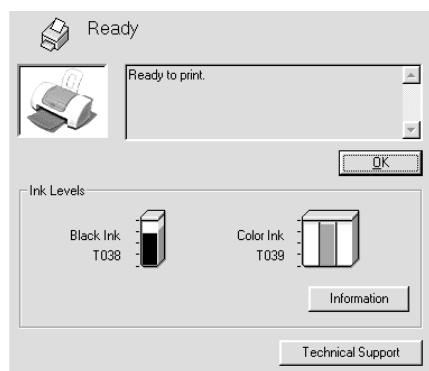 Ready
Ready to print.
OK
Ink Levels
Black Ink
T038
Color Ink
T039
Information
Technical Support